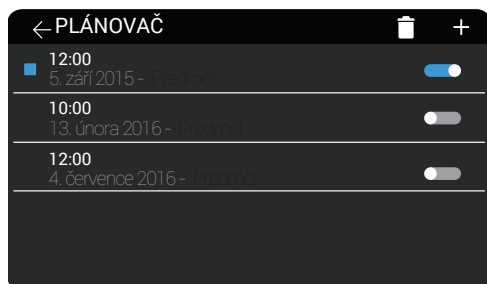 PLÁNOVAČ
12:00
5. září 2015 - Předmět
10:00
13. února 2016 - Předmět
12:00
4. července 2016 - Předmět